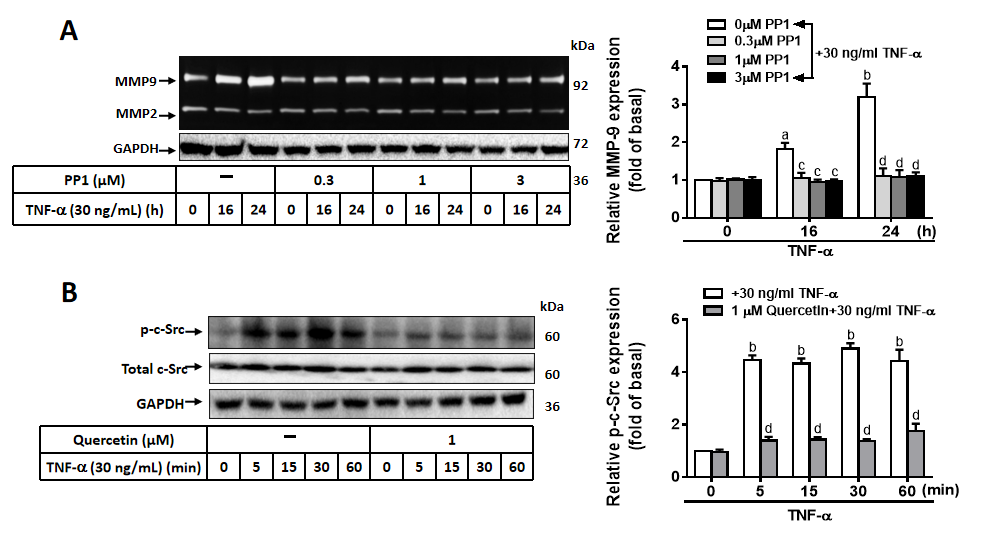 A
kDa
MMP9
92
MMP2
GAPDH
72
36
PP1 (μM) – 0.3 1 3
TNF-α (30 ng/mL) (h) 0 16 24 0 16 24 0 16 24 0 16 24
0μM PP1
0.3μM PP1
1μM PP1
3μM PP1
+30 ng/ml TNF-α
Relative MMP-9 expression
(fold of basal)
4
3
2
1
0
a
c c c
b
d d d
0 16 24 (h)
TNF-α
B
kDa
p-c-Src
60
Total c-Src
60
GAPDH
36
Quercetin (μM) – 1
TNF-α (30 ng/mL) (min) 0 5 15 30 60 0 5 15 30 60
+30 ng/ml TNF-α
1 μM Quercetin+30 ng/ml TNF-α
Relative p-c-Src expression
(fold of basal)
6
4
2
0
b b b b
d d d d
0 5 15 30 60 (min)
TNF-α